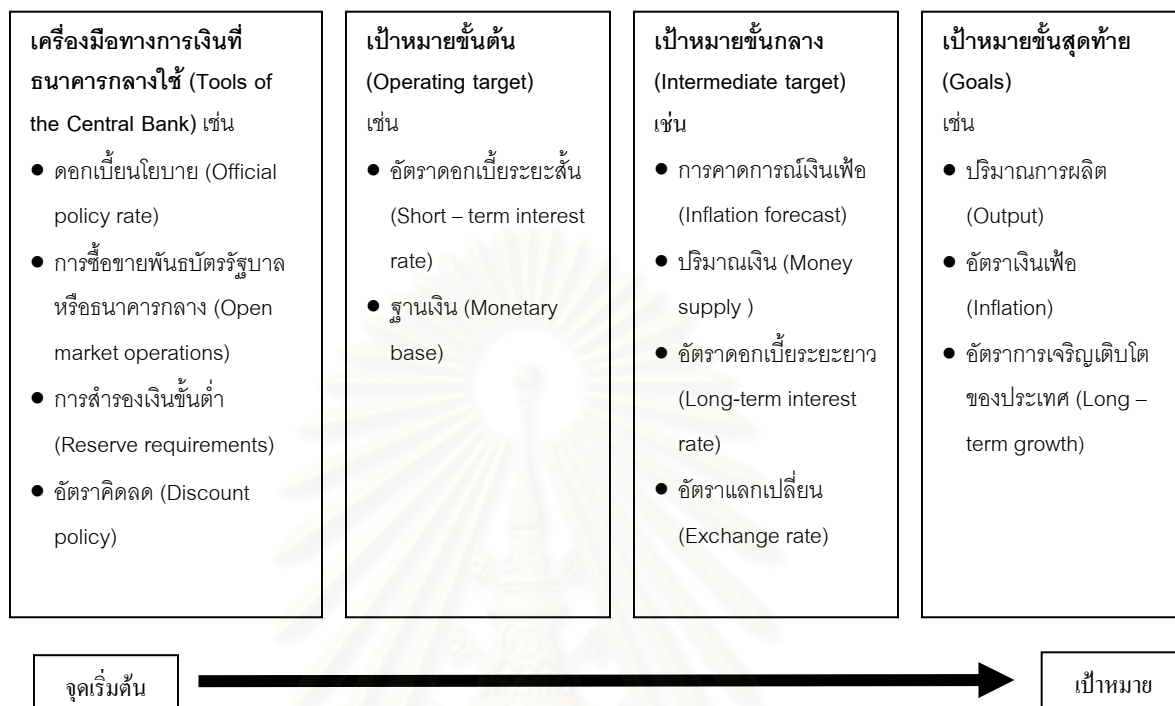 เครื่องมือทางการเงินที่
ธนาคารกลางใช้ (Tools of
the Central Bank) เช่น
● ดอกเบี้ยนโยบาย (Official
policy rate)
● การซื้อขายพันธบัตรรัฐบาล
หรือธนาคารกลาง (Open
market operations)
● การสำรองเงินขั้นต่ำ
(Reserve requirements)
● อัตราคิดลด (Discount
policy)
เป้าหมายขั้นต้น
(Operating target)
เช่น
● อัตราดอกเบี้ยระยะสั้น
(Short – term interest
rate)
● ฐานเงิน (Monetary
base)
เป้าหมายขั้นกลาง
(Intermediate target)
เช่น
● การคาดการณ์เงินเฟ้อ
(Inflation forecast)
● ปริมาณเงิน (Money
supply )
● อัตราดอกเบี้ยระยะยาว
(Long-term interest
rate)
● อัตราแลกเปลี่ยน
(Exchange rate)
เป้าหมายขั้นสุดท้าย
(Goals)
เช่น
● ปริมาณการผลิต
(Output)
● อัตราเงินเฟ้อ
(Inflation)
● อัตราการเจริญเติบโต
ของประเทศ (Long –
term growth)
จุดเริ่มต้น
เป้าหมาย